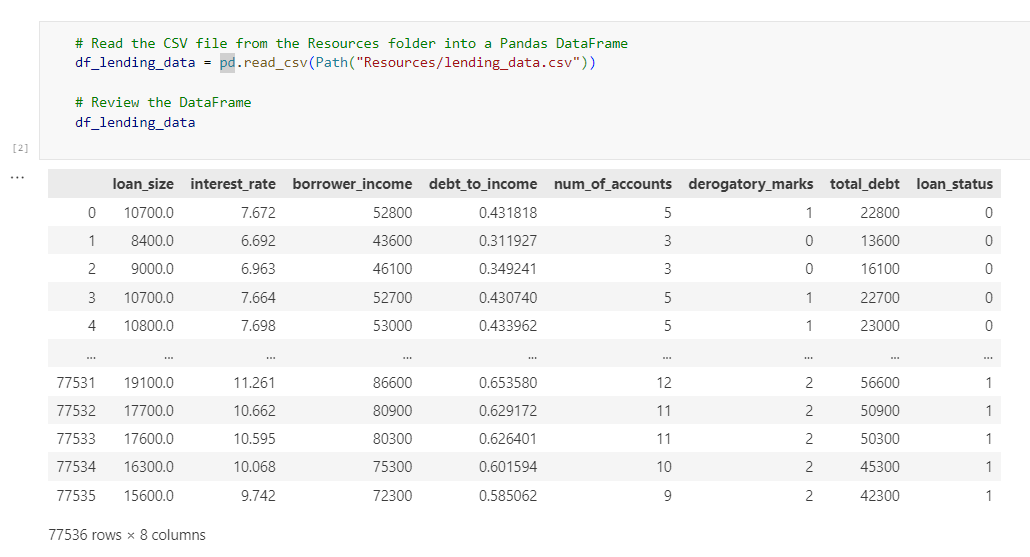 # Read the CSV file from the Resources folder into a Pandas DataFrame
df_lending_data = pd.read_csv(Path("Resources/lending_data.csv"))
# Review the DataFrame
df_lending_data
[2]
...
loan_size interest_rate borrower_income debt_to_income num_of_accounts derogatory_marks total_debt loan_status
0 10700.0 7.672 52800 0.431818 5 1 22800 0
1 8400.0 6.692 43600 0.311927 3 0 13600 0
2 9000.0 6.963 46100 0.349241 3 0 16100 0
3 10700.0 7.664 52700 0.430740 5 1 22700 0
4 10800.0 7.698 53000 0.433962 5 1 23000 0
... ... ... ... ... ... ... ... ...
77531 19100.0 11.261 86600 0.653580 12 2 56600 1
77532 17700.0 10.662 80900 0.629172 11 2 50900 1
77533 17600.0 10.595 80300 0.626401 11 2 50300 1
77534 16300.0 10.068 75300 0.601594 10 2 45300 1
77535 15600.0 9.742 72300 0.585062 9 2 42300 1
77536 rows × 8 columns